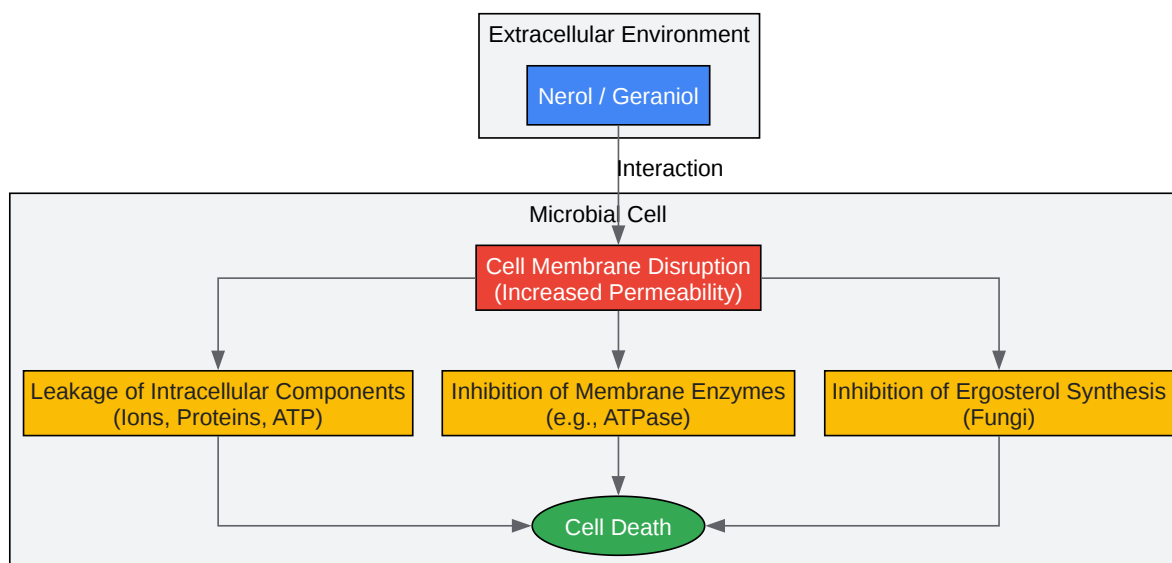 Extracellular Environment
Nerol / Geraniol
Interaction
Microbial Cell
Cell Membrane Disruption
(Increased Permeability)
Leakage of Intracellular Components
(Ions, Proteins, ATP)
Inhibition of Membrane Enzymes
(e.g., ATPase)
Inhibition of Ergosterol Synthesis
(Fungi)
Cell Death